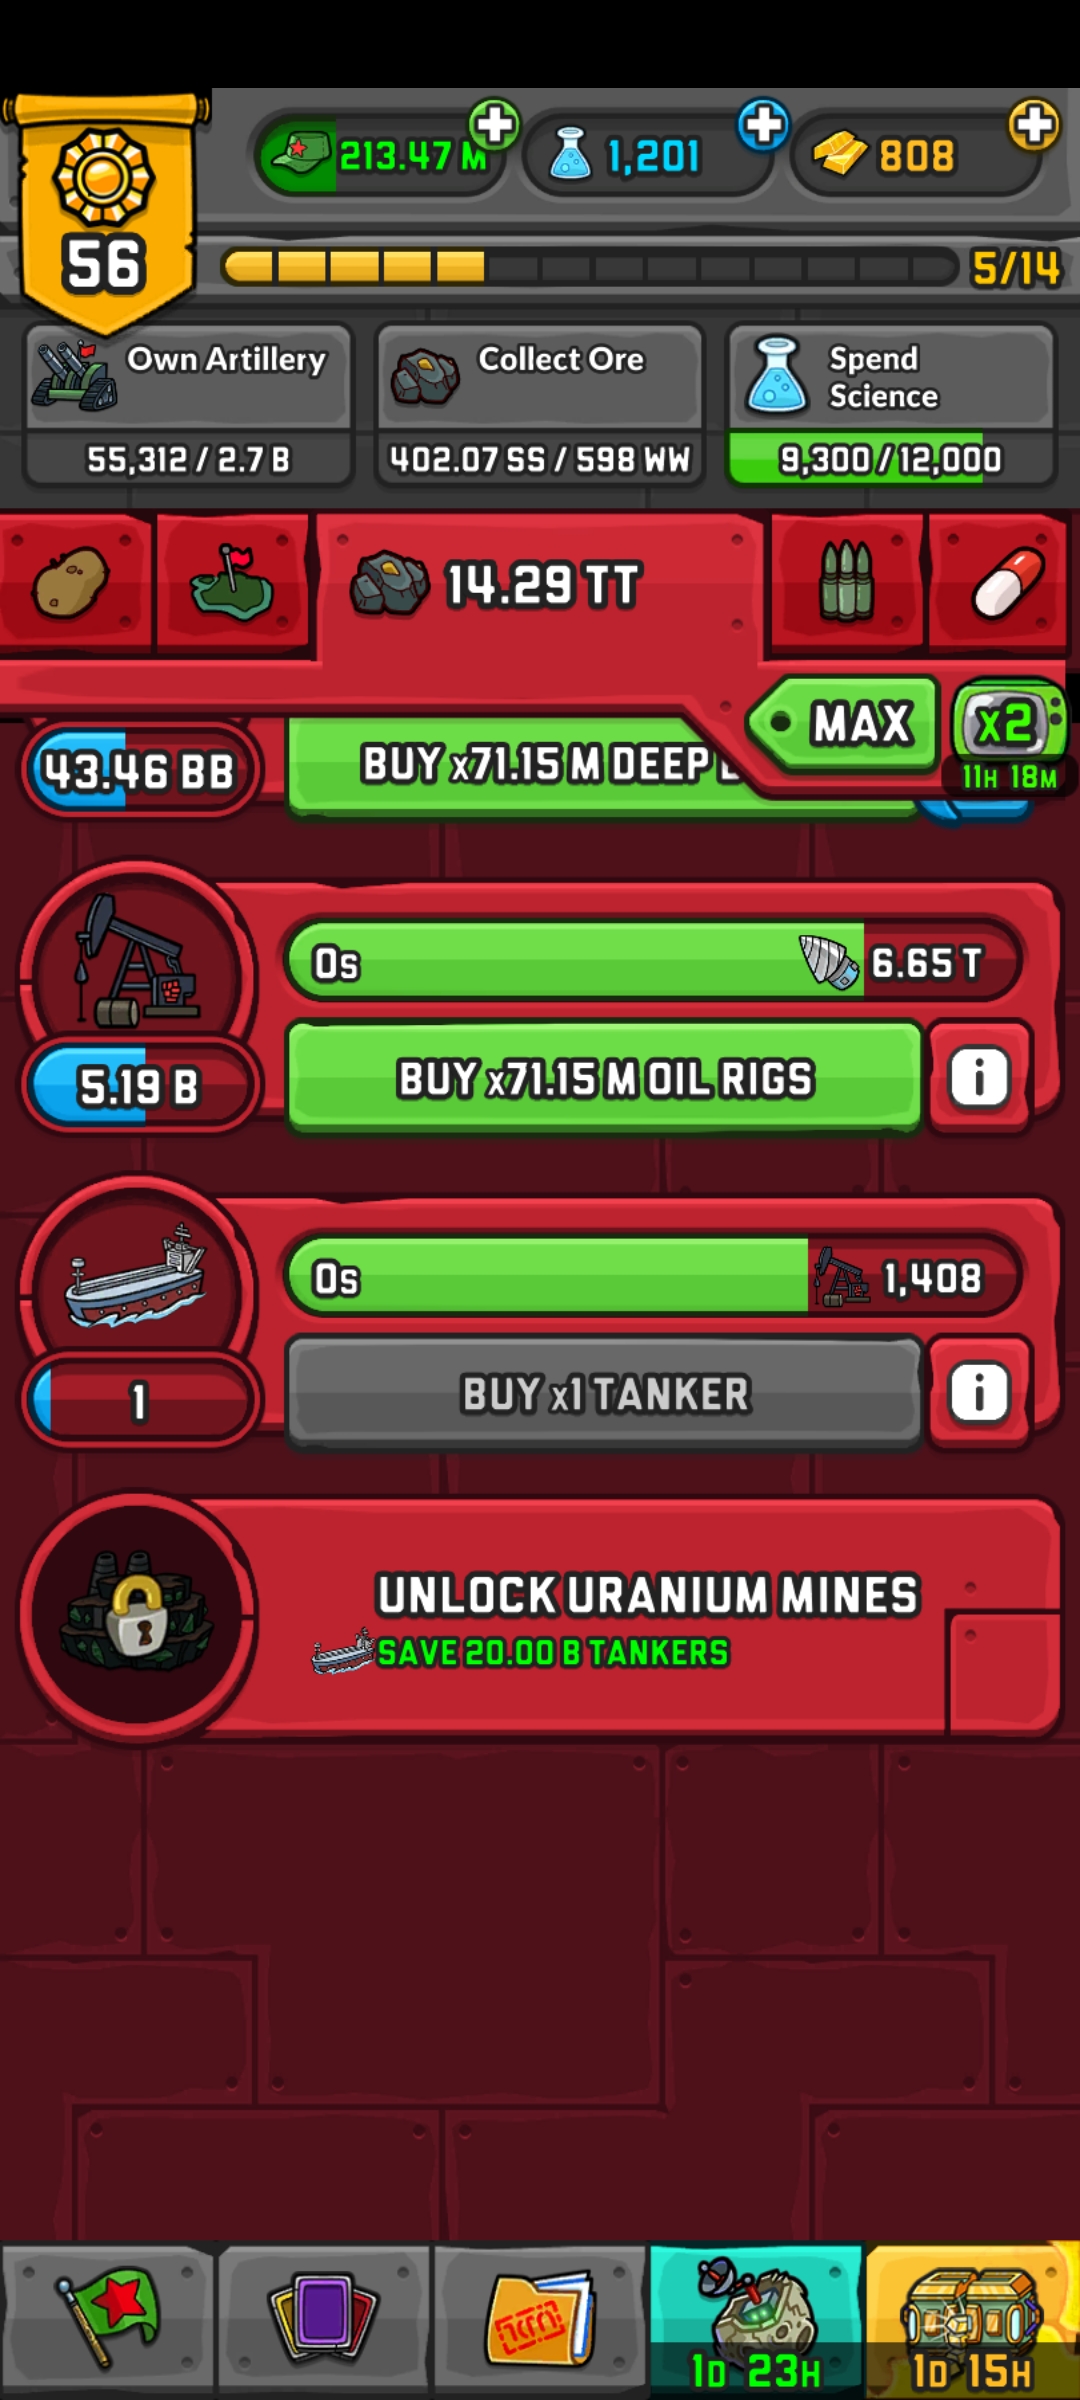 213.47 M
1,201
808
56
5/14
Own Artillery
55,312 / 2.7 B
Collect Ore
402.07 SS / 598 WW
Spend
Science
9,300 / 12,000
14.29 TT
MAX
x2
11H 18M
43.46 BB
BUY x71.15 M DEEP
0s
6.65 T
5.19 B
BUY x71.15 M OIL RIGS
i
0s
1,408
1
BUY x1 TANKER
i
UNLOCK URANIUM MINES
SAVE 20.00 B TANKERS
1D 23H
1D 15H